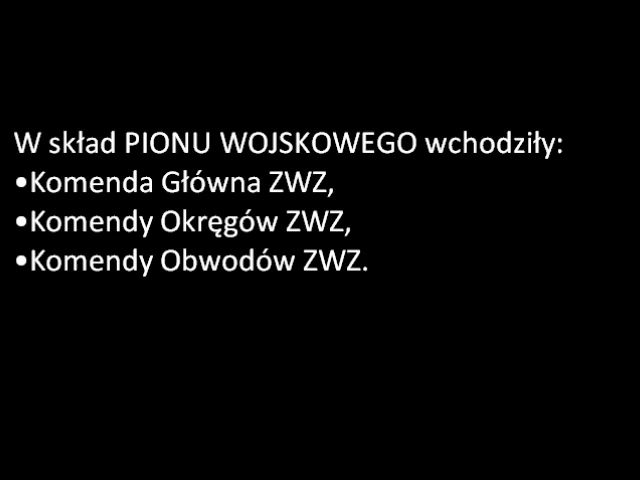 W skład PIONU WOJSKOWEGO wchodziły:
•Komenda Główna ZWZ,
•Komendy Okręgów ZWZ,
•Komendy Obwodów ZWZ.